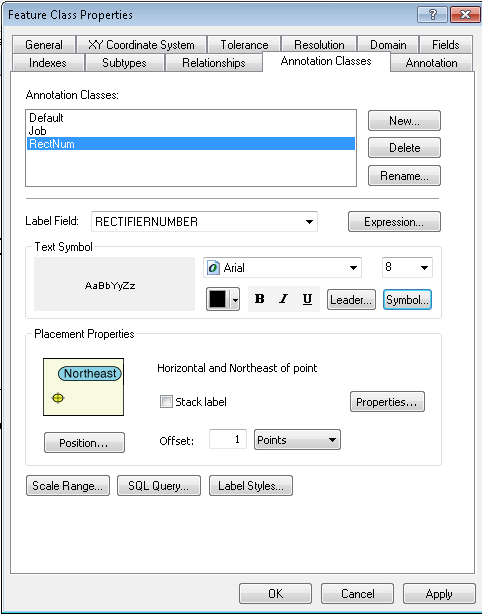 Feature Class Properties
General XY Coordinate System Tolerance Resolution Domain Fields
Indexes Subtypes Relationships Annotation Classes Annotation
Annotation Classes:
Default
Job
RectNum
New...
Delete
Rename...
Label Field: RECTIFIERNUMBER Expression...
Text Symbol
AaBbYyZz
Arial 8
B I U Leader... Symbol...
Placement Properties
Northeast
Horizontal and Northeast of point
Stack label Properties...
Position... Offset: 1 Points
Scale Range... SQL Query... Label Styles...
OK Cancel Apply